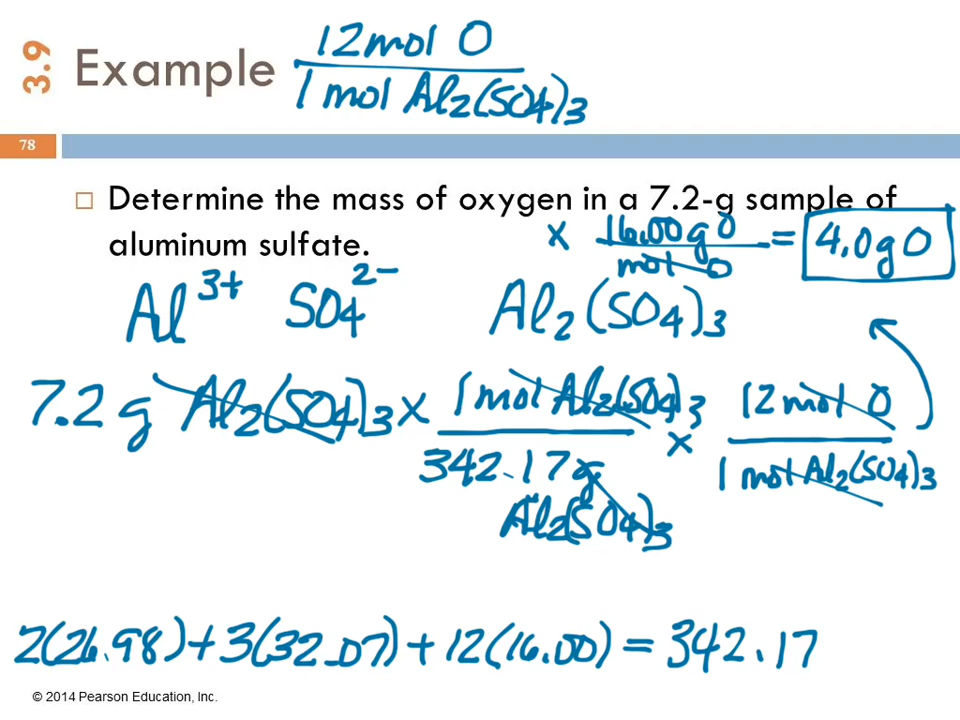 3.9
Example 12 mol O
1 mol Al2(SO4)3
78
Determine the mass of oxygen in a 7.2-g sample of
aluminum sulfate.
x 16.00 g O = 4.0 g O
mol O
Al3+ SO4 2- Al2(SO4)3
7.2 g Al2(SO4)3 x 1 mol Al2(SO4)3 x 12 mol O
342.17 g 1 mol Al2(SO4)3
Al2(SO4)3
2(26.98) + 3(32.07) + 12(16.00) = 342.17
© 2014 Pearson Education, Inc.